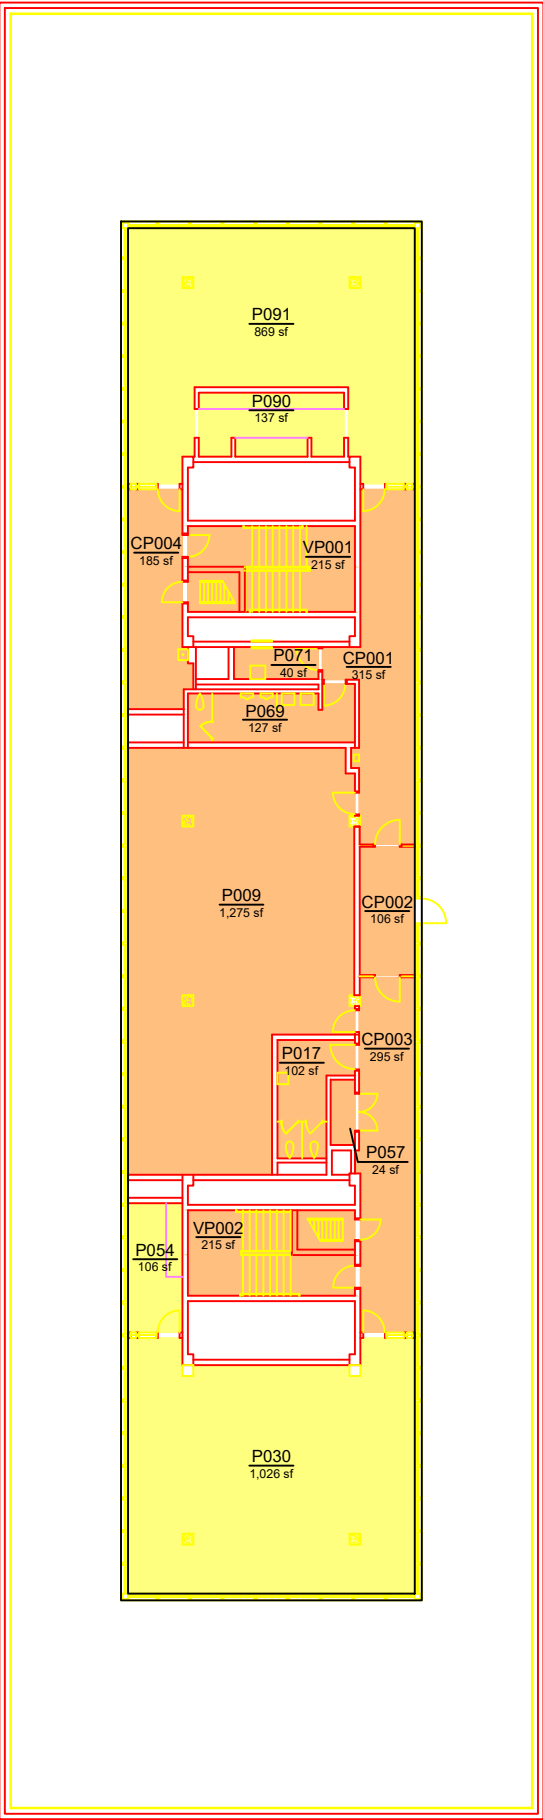 P091
869 sf
P090
137 sf
CP004
185 sf
VP001
215 sf
P071
40 sf
CP001
315 sf
P069
127 sf
P009
1,275 sf
CP002
106 sf
CP003
295 sf
P017
102 sf
P057
24 sf
VP002
215 sf
P054
106 sf
P030
1,026 sf